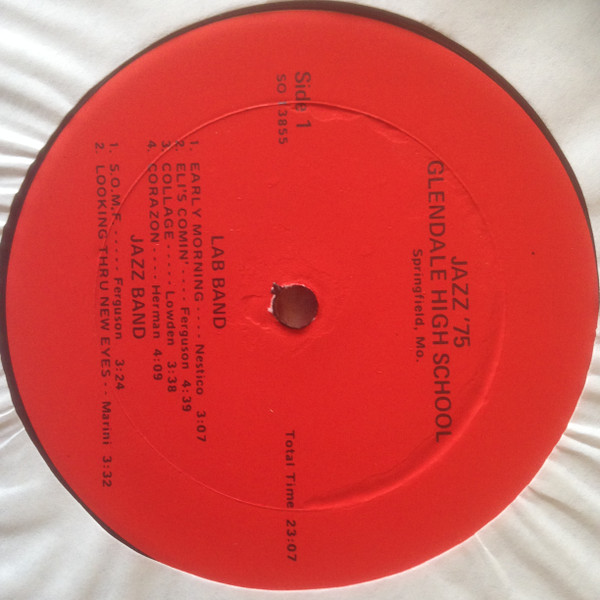 JAZZ '75
GLENDALE HIGH SCHOOL
Springfield, Mo.
Side 1
SO 13855
Total Time 23:07
LAB BAND
1. EARLY MORNING .... Nestico 3:07
2. ELI'S COMIN' .... Ferguson 4:39
3. COLLAGE ..... Lowden 3:38
4. CORAZON .... Herman 4:09
JAZZ BAND
1. S.O.M.F. ..... Ferguson 3:24
2. LOOKING THRU NEW EYES .. Marini 3:32